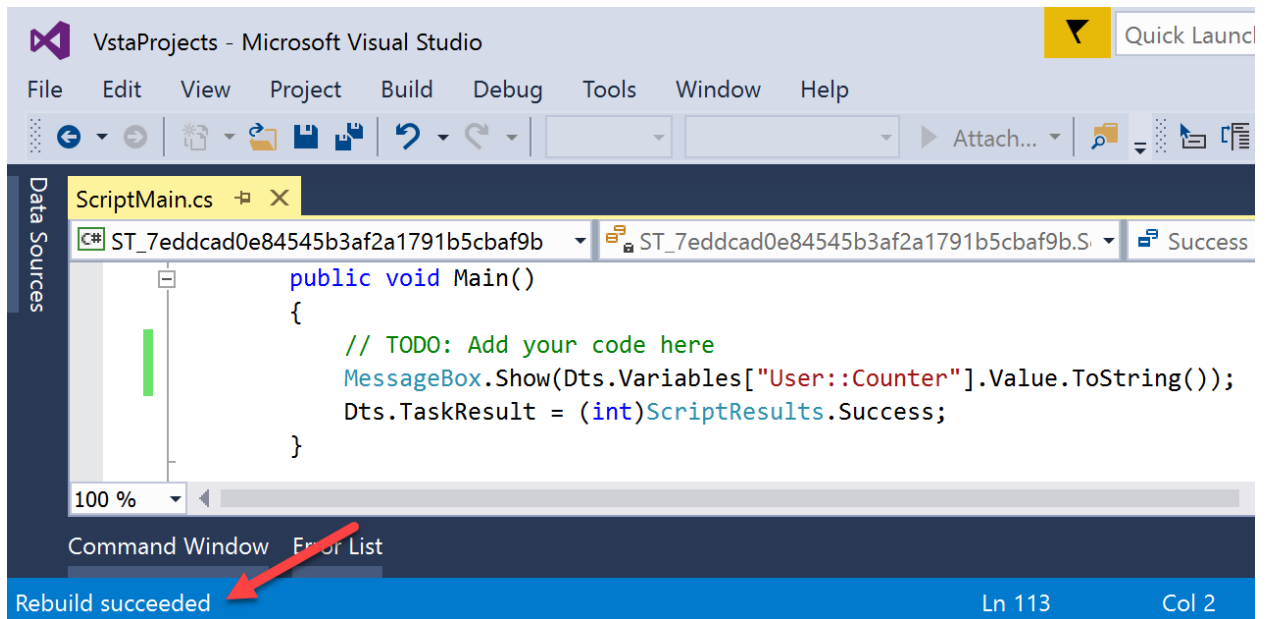 VstaProjects - Microsoft Visual Studio
Quick Launc
File Edit View Project Build Debug Tools Window Help
Attach...
Data Sources
ScriptMain.cs
C# ST_7eddcad0e84545b3af2a1791b5cbaf9b ST_7eddcad0e84545b3af2a1791b5cbaf9b.S Success
public void Main()
{
// TODO: Add your code here
MessageBox.Show(Dts.Variables["User::Counter"].Value.ToString());
Dts.TaskResult = (int)ScriptResults.Success;
}
100 %
Command Window Error List
Rebuild succeeded Ln 113 Col 2